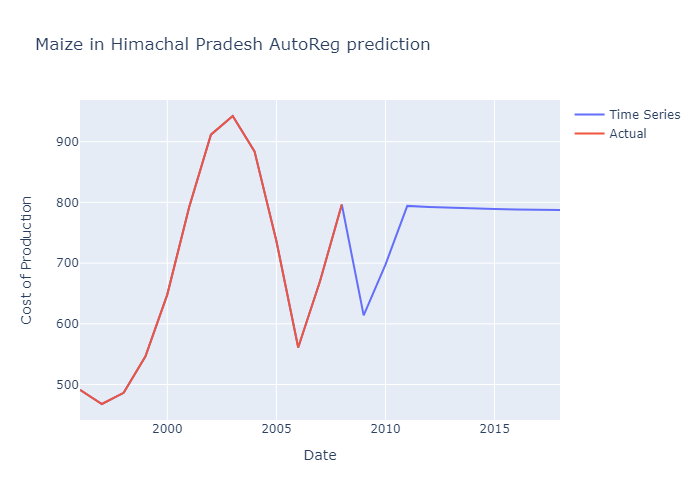 Maize in Himachal Pradesh AutoReg prediction
Time Series
Actual
900
800
700
600
500
Cost of Production
2000 2005 2010 2015
Date